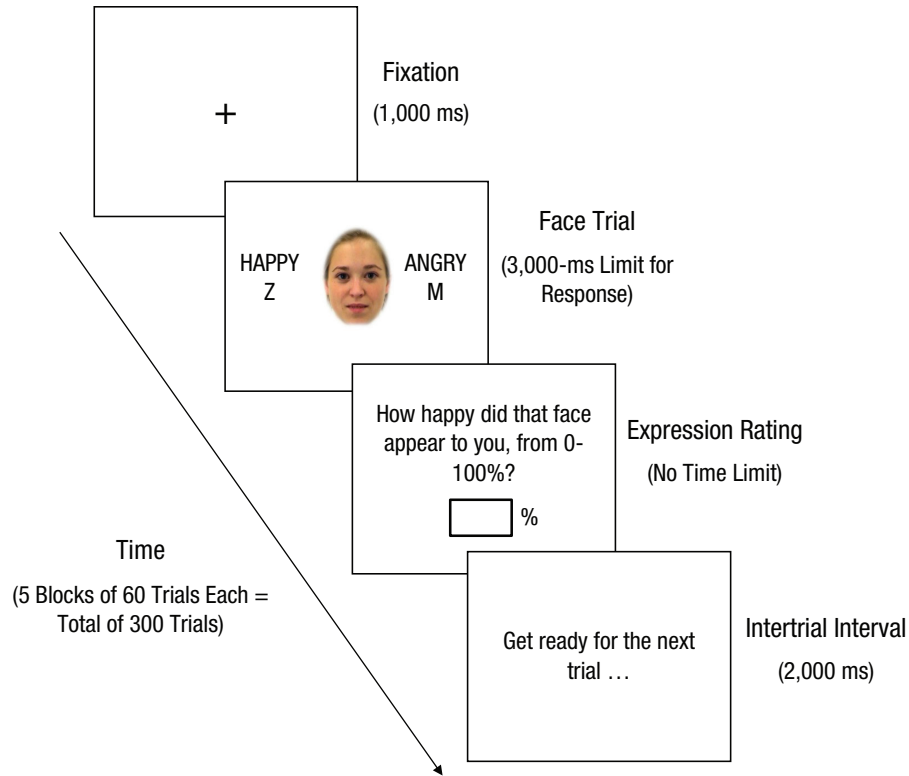 +
Fixation
(1,000 ms)
HAPPY
Z
ANGRY
M
Face Trial
(3,000-ms Limit for
Response)
How happy did that face
appear to you, from 0-
100%?
%
Expression Rating
(No Time Limit)
Time
(5 Blocks of 60 Trials Each =
Total of 300 Trials)
Get ready for the next
trial …
Intertrial Interval
(2,000 ms)